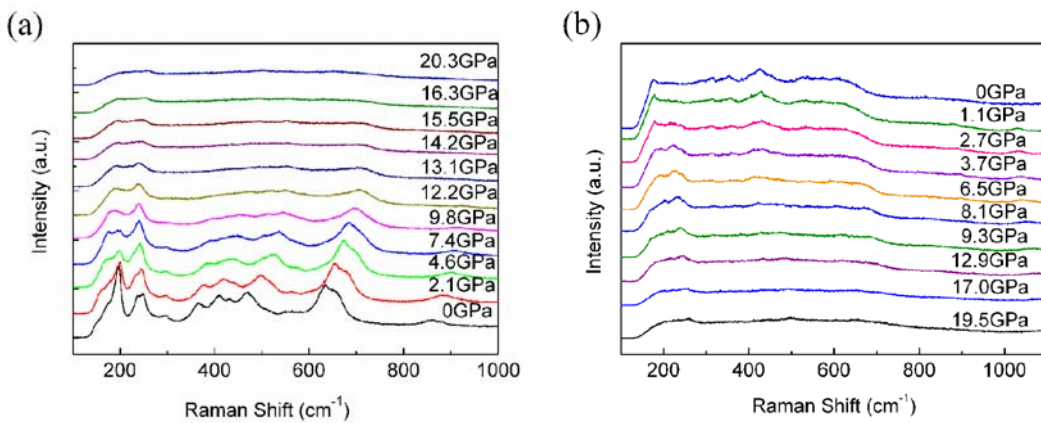 (a)
20.3GPa
16.3GPa
15.5GPa
14.2GPa
13.1GPa
12.2GPa
9.8GPa
7.4GPa
4.6GPa
2.1GPa
0GPa
Intensity (a.u.)
200 400 600 800 1000
Raman Shift (cm⁻¹)
(b)
0GPa
1.1GPa
2.7GPa
3.7GPa
6.5GPa
8.1GPa
9.3GPa
12.9GPa
17.0GPa
19.5GPa
Intensity (a.u.)
200 400 600 800 1000
Raman Shift (cm⁻¹)